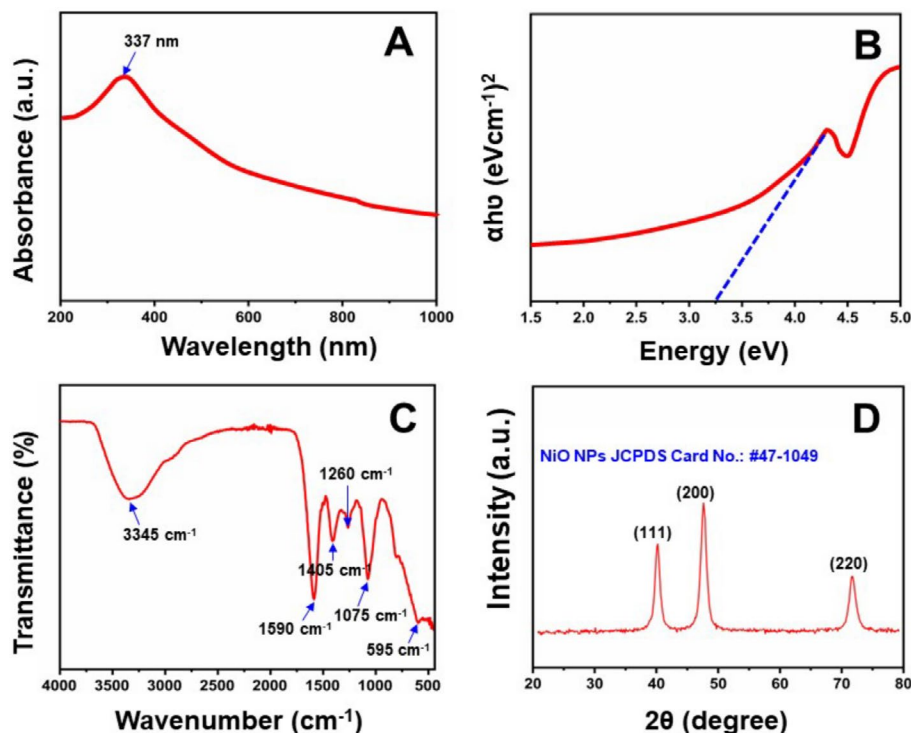 A
337 nm
Absorbance (a.u.)
200 400 600 800 1000
Wavelength (nm)
B
αhυ (eVcm⁻¹)²
1.5 2.0 2.5 3.0 3.5 4.0 4.5 5.0
Energy (eV)
C
Transmittance (%)
1260 cm⁻¹
3345 cm⁻¹
1405 cm⁻¹
1590 cm⁻¹
1075 cm⁻¹
595 cm⁻¹
4000 3500 3000 2500 2000 1500 1000 500
Wavenumber (cm⁻¹)
D
Intensity (a.u.)
NiO NPs JCPDS Card No.: #47-1049
(200)
(111)
(220)
20 30 40 50 60 70 80
2θ (degree)